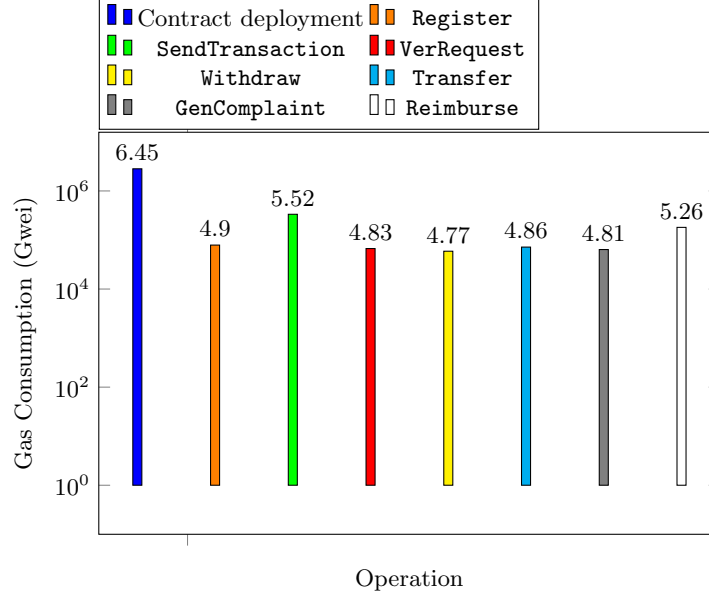 Contract deployment Register
SendTransaction VerRequest
Withdraw Transfer
GenComplaint Reimburse
6.45
4.9
5.52
4.83
4.77
4.86
4.81
5.26
10^6
10^4
10^2
10^0
Gas Consumption (Gwei)
Operation